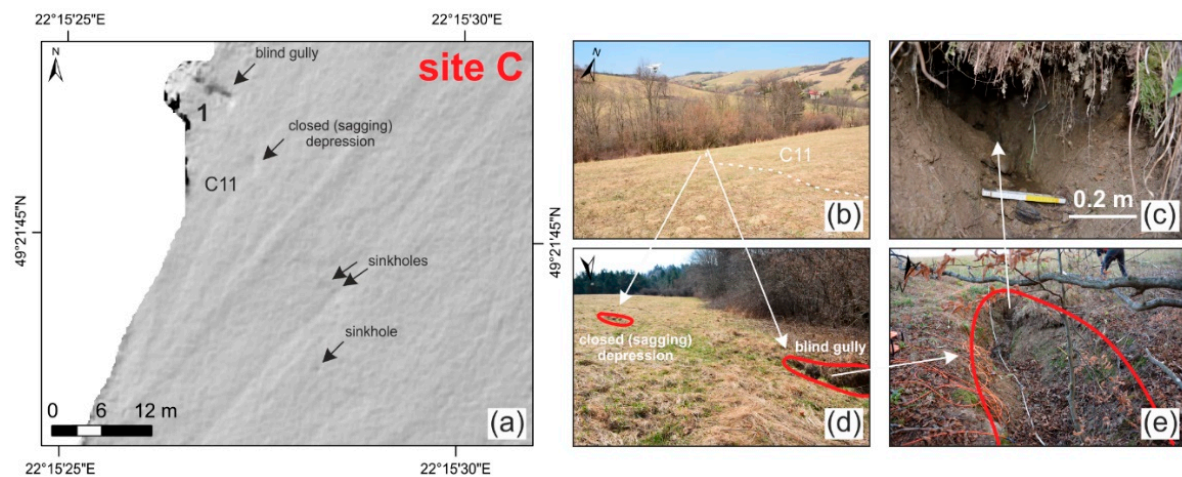 22°15'25"E
22°15'30"E
N
site C
blind gully
1
closed (sagging)
depression
C11
49°21'45"N
sinkholes
sinkhole
0 6 12 m
(a)
22°15'25"E
22°15'30"E
N
C11
(b)
0.2 m
(c)
49°21'45"N
closed (sagging)
depression
blind gully
(d)
(e)